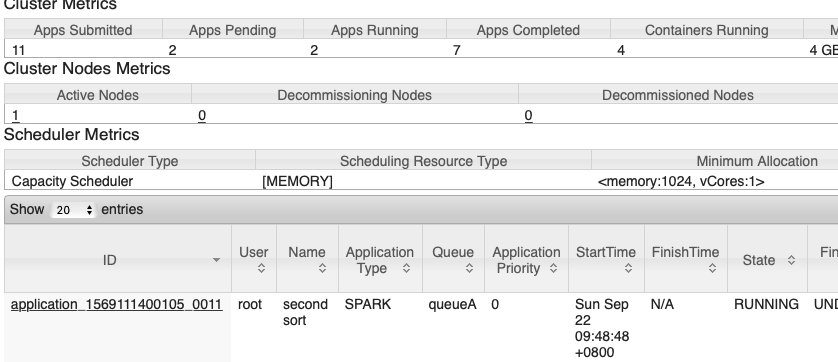 Cluster Metrics
Apps Submitted Apps Pending Apps Running Apps Completed Containers Running
11 2 2 7 4 4 GB
Cluster Nodes Metrics
Active Nodes Decommissioning Nodes Decommissioned Nodes
1 0 0
Scheduler Metrics
Scheduler Type Scheduling Resource Type Minimum Allocation
Capacity Scheduler [MEMORY] <memory:1024, vCores:1>
Show 20 entries
ID User Name Application Type Queue Application Priority StartTime FinishTime State
application_1569111400105_0011 root second sort SPARK queueA 0 Sun Sep 22 09:48:48 +0800 N/A RUNNING